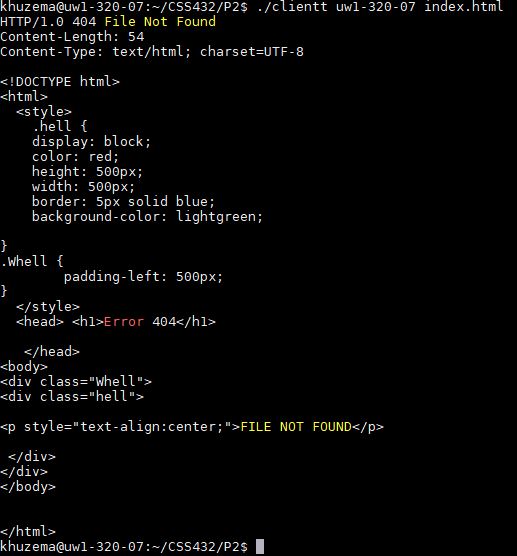 khuzema@uw1-320-07:~/CSS432/P2$ ./clientt uw1-320-07 index.html
HTTP/1.0 404 File Not Found
Content-Length: 54
Content-Type: text/html; charset=UTF-8
<!DOCTYPE html>
<html>
<style>
.hell {
display: block;
color: red;
height: 500px;
width: 500px;
border: 5px solid blue;
background-color: lightgreen;
}
.Whell {
padding-left: 500px;
}
</style>
<head> <h1>Error 404</h1>
</head>
<body>
<div class="Whell">
<div class="hell">
<p style="text-align:center;">FILE NOT FOUND</p>
</div>
</div>
</body>
</html>
khuzema@uw1-320-07:~/CSS432/P2$